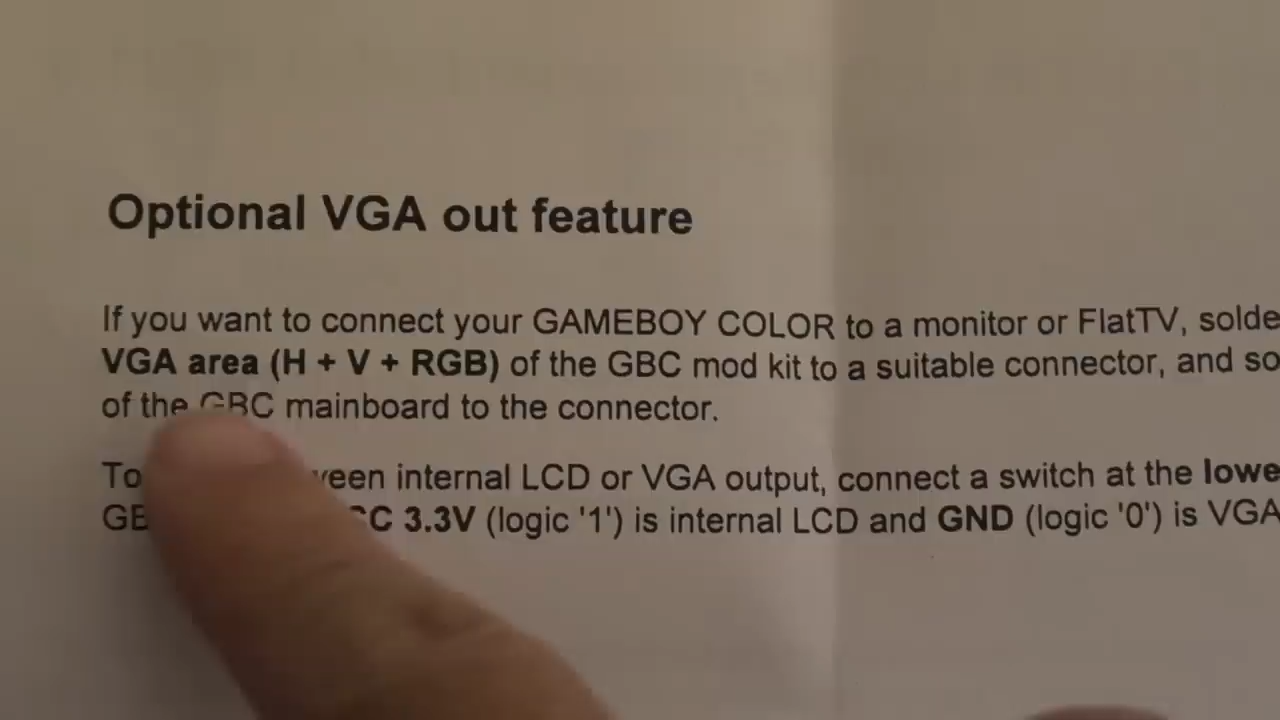 Optional VGA out feature
If you want to connect your GAMEBOY COLOR to a monitor or FlatTV, solde
VGA area (H + V + RGB) of the GBC mod kit to a suitable connector, and so
of the GBC mainboard to the connector.
To veen internal LCD or VGA output, connect a switch at the lowe
GB CC 3.3V (logic '1') is internal LCD and GND (logic '0') is VGA